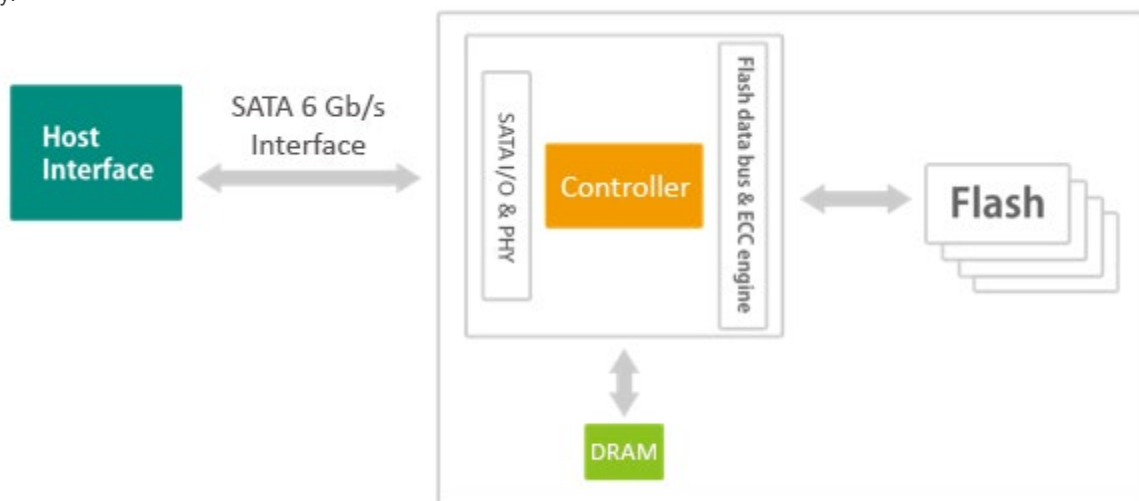 y.
Host
Interface
SATA 6 Gb/s
Interface
SATA I/O & PHY
Controller
Flash data bus & ECC engine
Flash
DRAM